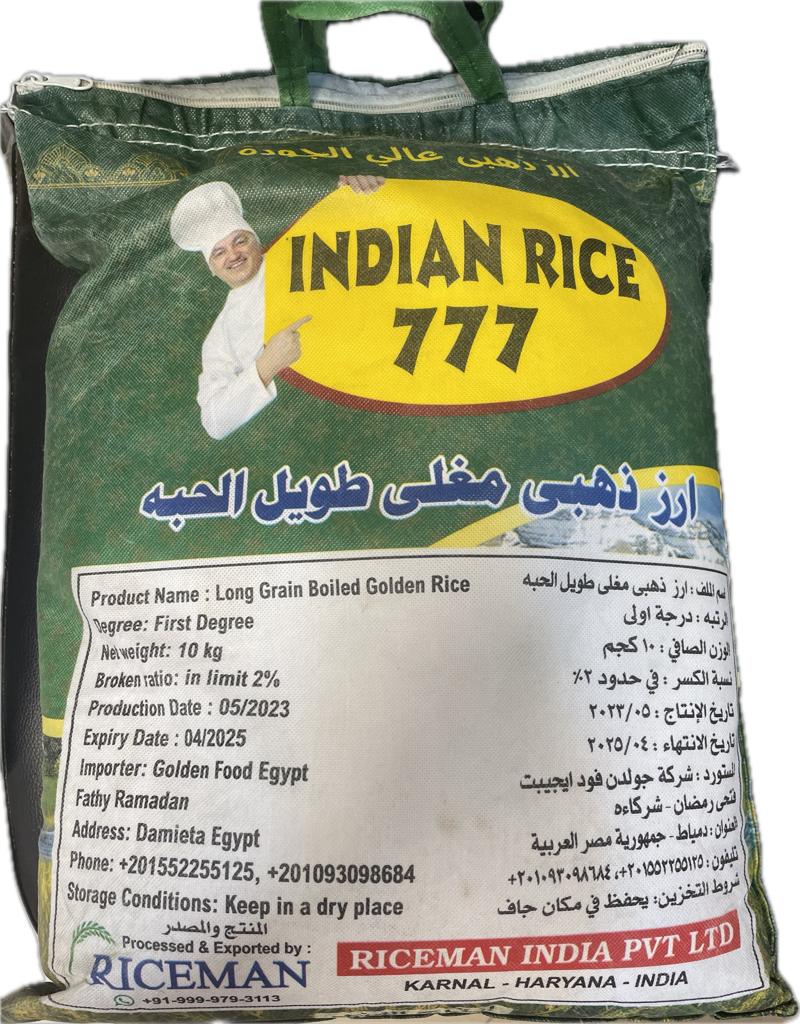 ارز ذهبى عالي الجوده
INDIAN RICE
777
ارز ذهبى مغلى طويل الحبه
Product Name : Long Grain Boiled Golden Rice
Degree: First Degree
Net weight: 10 kg
Broken ratio: in limit 2%
Production Date : 05/2023
Expiry Date : 04/2025
Importer: Golden Food Egypt
Fathy Ramadan
Address: Damieta Egypt
Phone: +201552255125, +201093098684
Storage Conditions: Keep in a dry place
اسم الملف : ارز ذهبى مغلى طويل الحبه
الرتبه : درجة اولى
الوزن الصافي : ١٠ كجم
نسبة الكسر : في حدود ٢٪
تاريخ الإنتاج : ٢٠٢٣/٠٥
تاريخ الانتهاء : ٢٠٢٥/٠٤
المستورد : شركة جولدن فود ايجيبت
فتحى رمضان - شركاءه
العنوان : دمياط - جمهورية مصر العربية
تليفون : ٢٠١٥٥٢٢٥٥١٢٥+، ٢٠١٠٩٣٠٩٨٦٨٤+
شروط التخزين: يحفظ في مكان جاف
المنتج والمصدر
Processed & Exported by :
RICEMAN
+91-999-979-3113
RICEMAN INDIA PVT LTD
KARNAL - HARYANA - INDIA